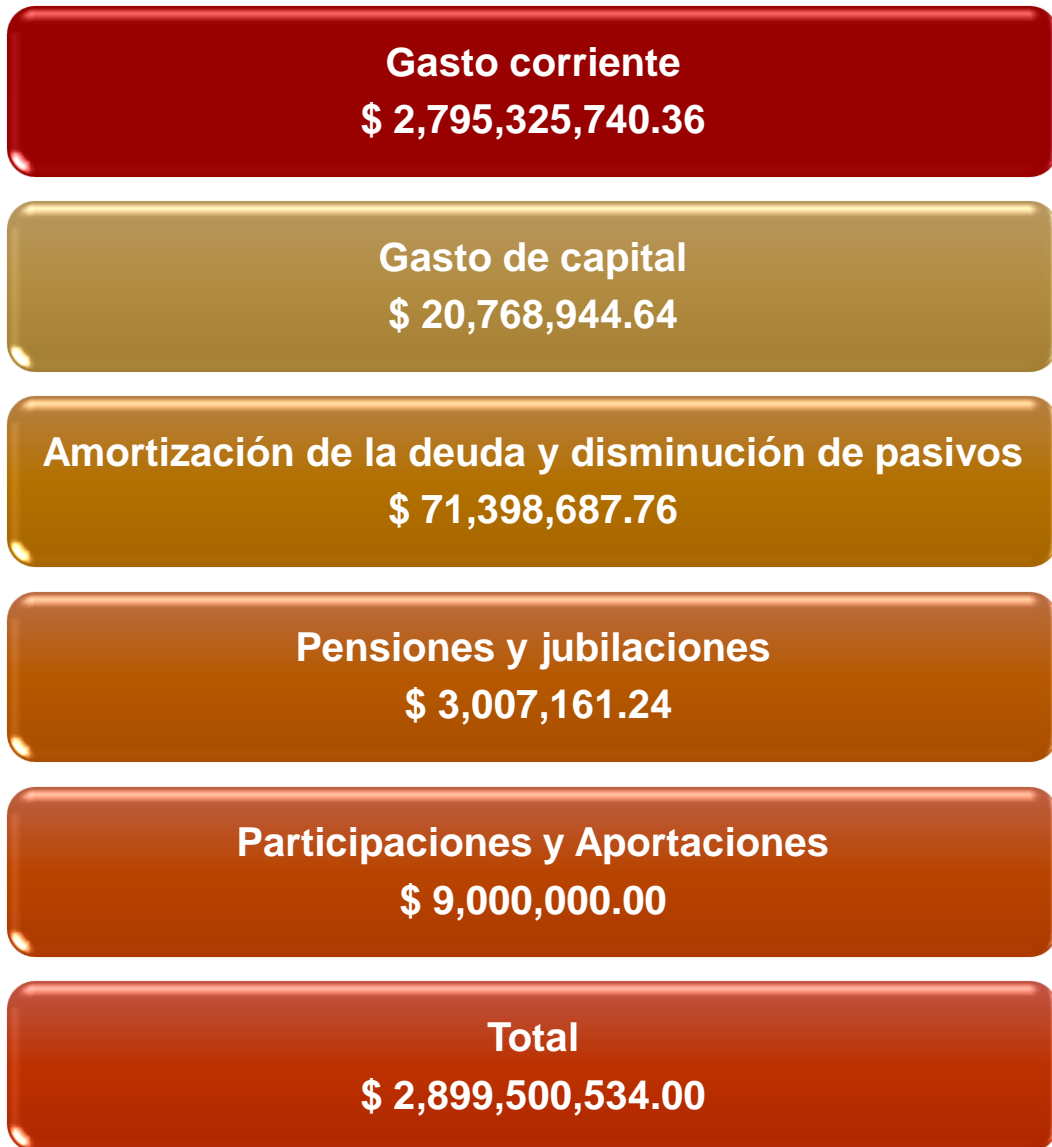 Gasto corriente
$ 2,795,325,740.36
Gasto de capital
$ 20,768,944.64
Amortización de la deuda y disminución de pasivos
$ 71,398,687.76
Pensiones y jubilaciones
$ 3,007,161.24
Participaciones y Aportaciones
$ 9,000,000.00
Total
$ 2,899,500,534.00